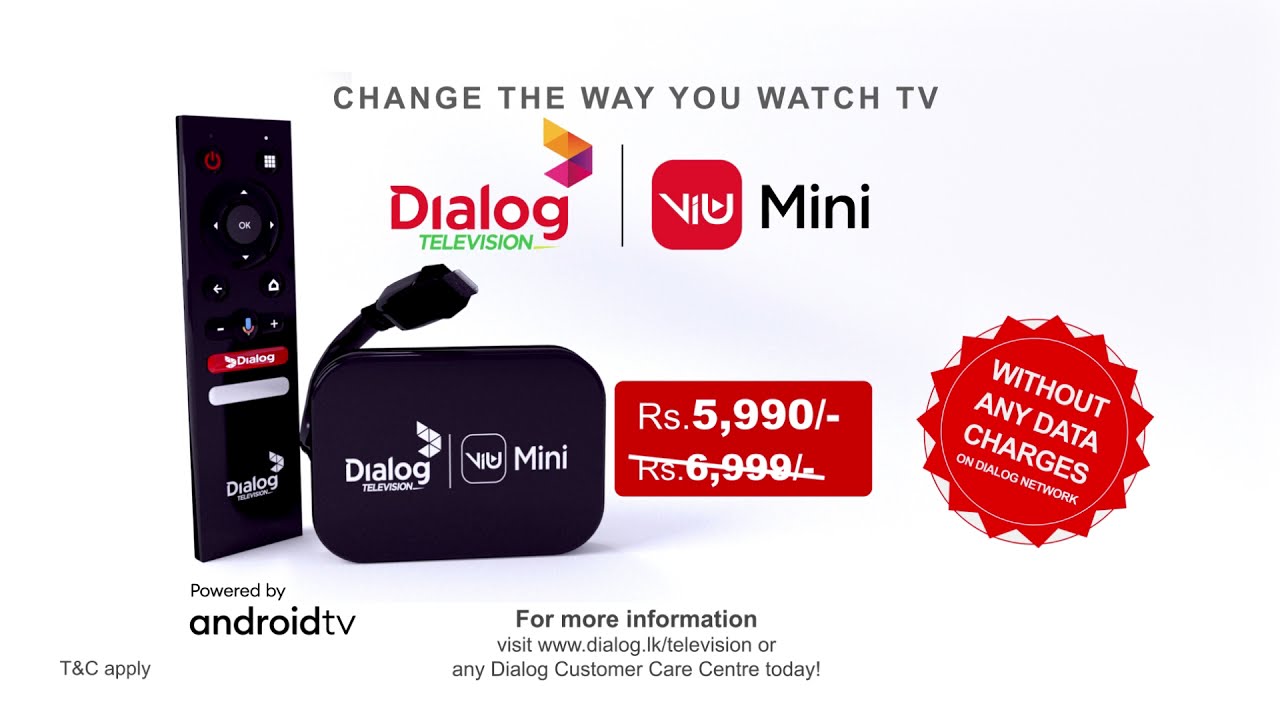 CHANGE THE WAY YOU WATCH TV
Dialog
TELEVISION
ViU Mini
OK
Dialog
Dialog
TELEVISION
Dialog
TELEVISION
ViU Mini
Rs.5,990/-
Rs.6,999/-
WITHOUT
ANY DATA
CHARGES
ON DIALOG NETWORK
Powered by
androidtv
For more information
visit www.dialog.lk/television or
any Dialog Customer Care Centre today!
T&C apply